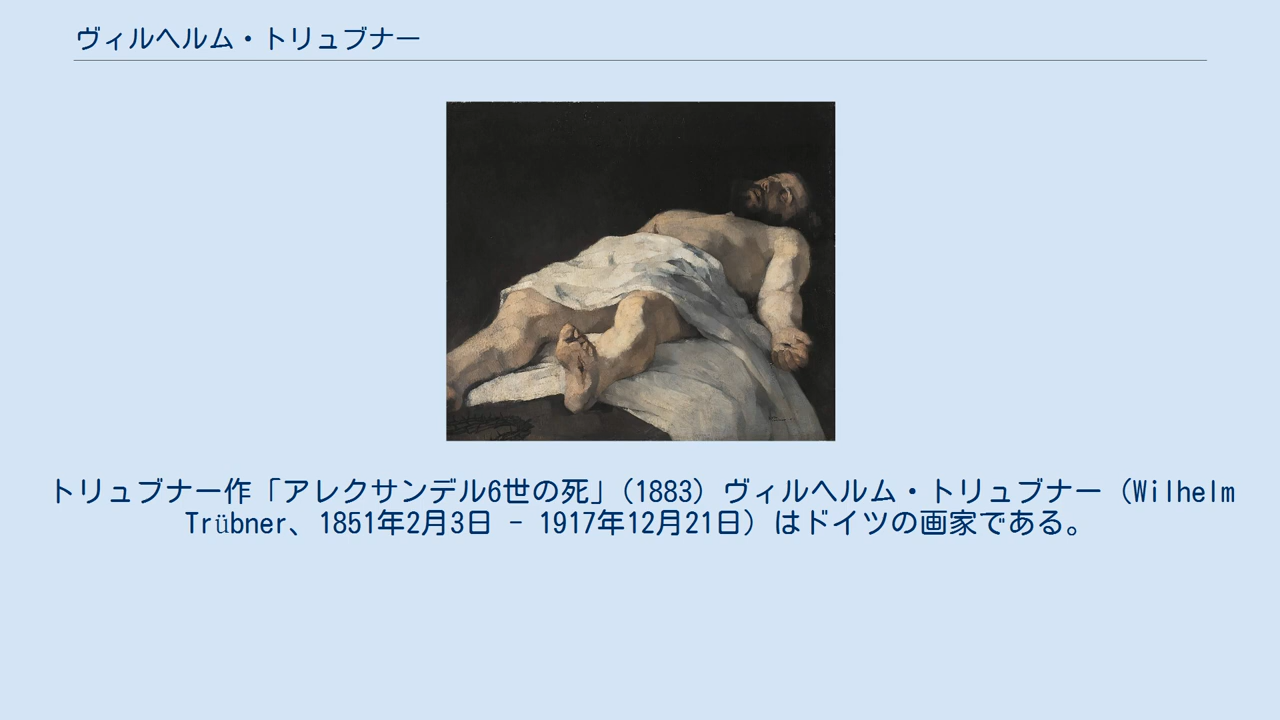 ヴィルヘルム・トリュブナー
トリュブナー作「アレクサンデル6世の死」（1883）ヴィルヘルム・トリュブナー（Wilhelm
Trübner、1851年2月3日 - 1917年12月21日）はドイツの画家である。